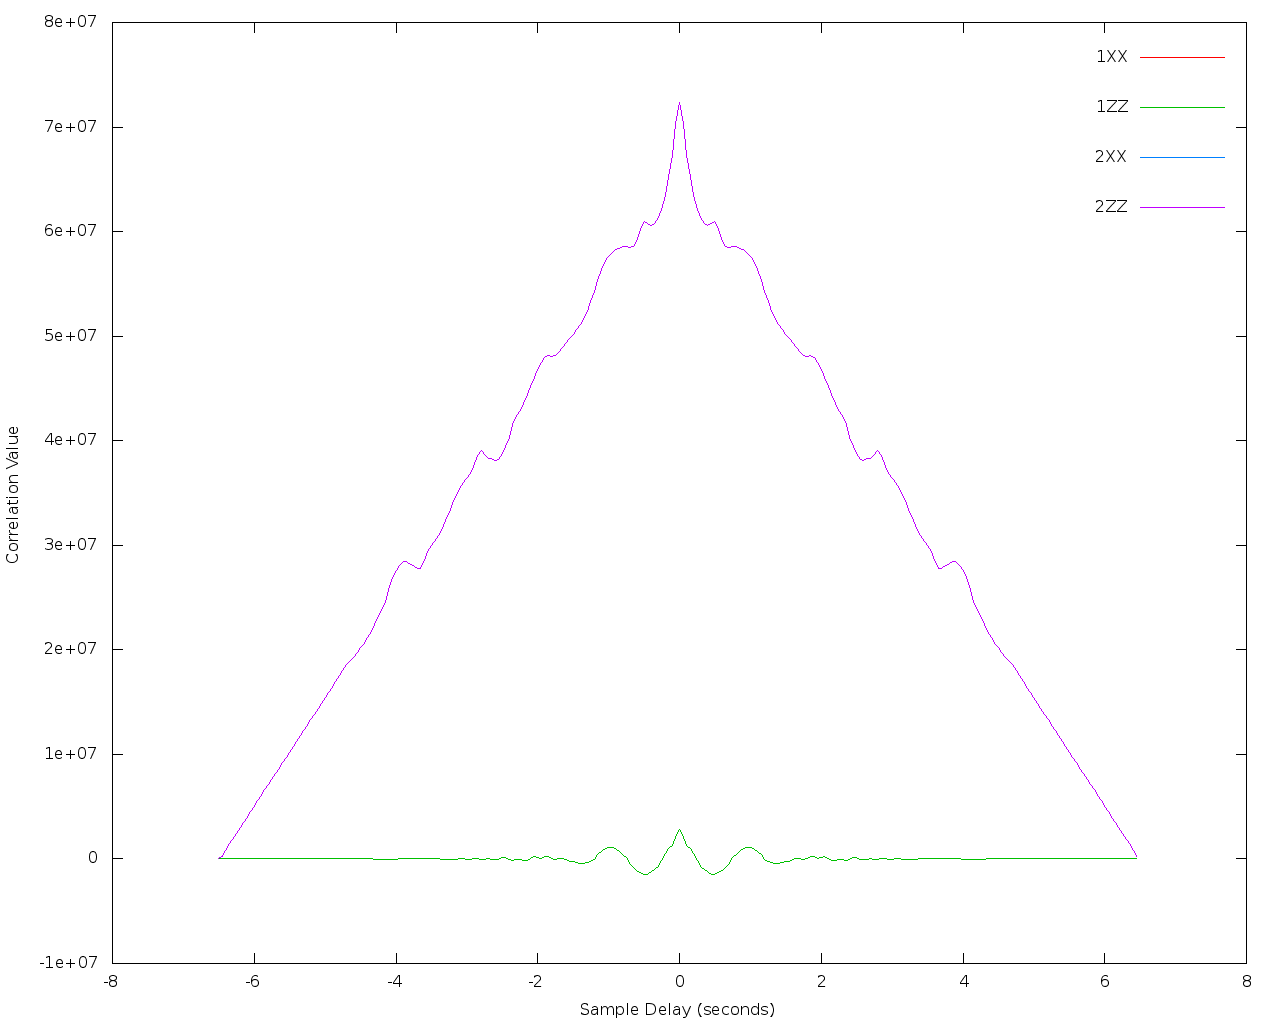 8e+07
7e+07
6e+07
5e+07
4e+07
3e+07
2e+07
1e+07
0
-1e+07
-8 -6 -4 -2 0 2 4 6 8
Correlation Value
Sample Delay (seconds)
1XX
1ZZ
2XX
2ZZ